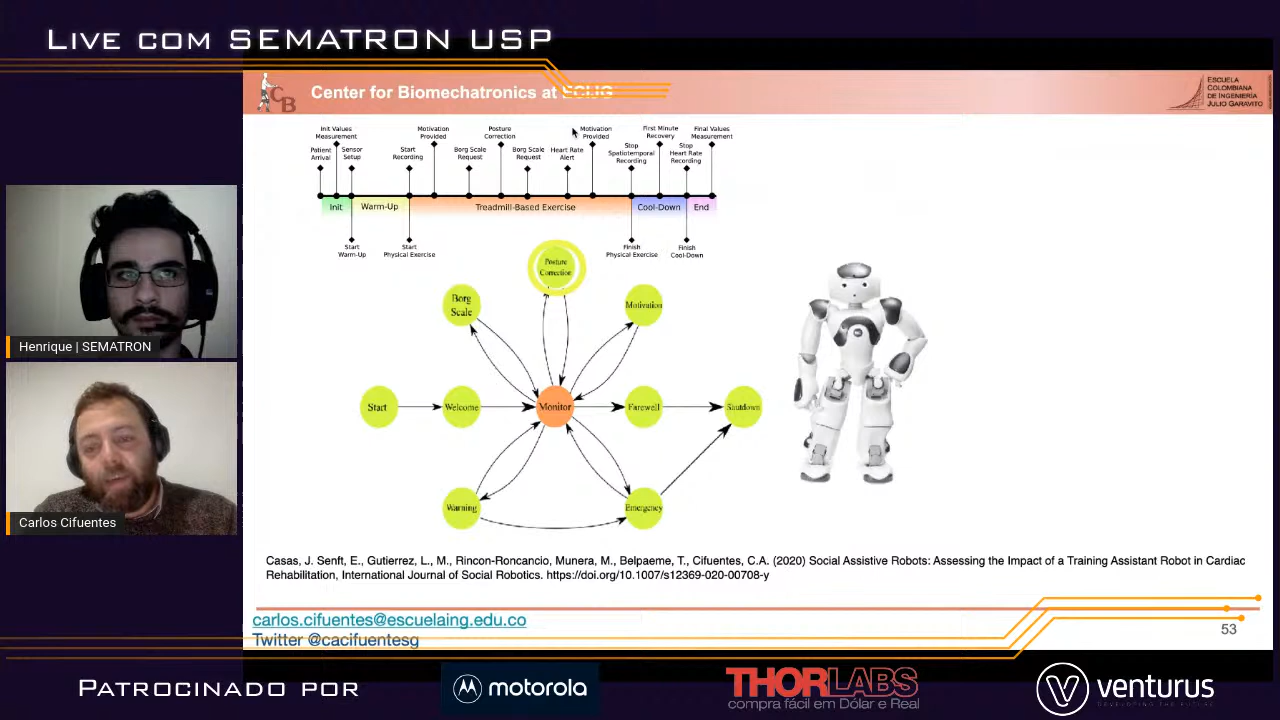 LIVE COM SEMATRON USP
CB
Center for Biomechatronics at ECIJG
ESCUELA
COLOMBIANA
DE INGENIERÍA
JULIO GARAVITO
Init Values
Measurement
Motivation
Provided
Posture
Correction
Motivation
Provided
First Minute
Recovery
Final Values
Measurement
Patient
Arrival
Sensor
Setup
Start
Recording
Borg Scale
Request
Borg Scale
Request
Heart Rate
Alert
Stop
Spatiotemporal
Recording
Stop
Heart Rate
Recording
Init
Warm-Up
Treadmill-Based Exercise
Cool-Down
End
Start
Warm-Up
Start
Physical Exercise
Finish
Physical Exercise
Finish
Cool-Down
Posture
Correction
Borg
Scale
Motivation
Start
Welcome
Monitor
Farewell
Shutdown
Warning
Emergency
Henrique | SEMATRON
Carlos Cifuentes
Casas, J. Senft, E., Gutierrez, L., M., Rincon-Roncancio, Munera, M., Belpaeme, T., Cifuentes, C.A. (2020) Social Assistive Robots: Assessing the Impact of a Training Assistant Robot in Cardiac
Rehabilitation, International Journal of Social Robotics. https://doi.org/10.1007/s12369-020-00708-y
carlos.cifuentes@escuelaing.edu.co
Twitter @cacifuentesg
53
PATROCINADO POR
motorola
THORLABS
compra fácil em Dólar e Real
venturus